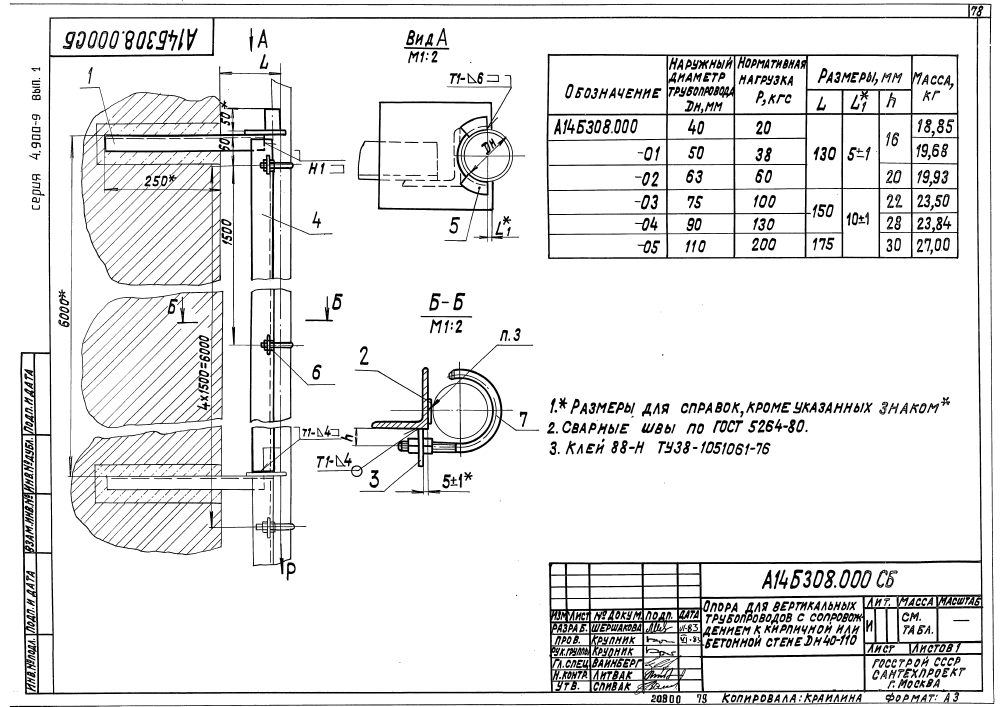 78
серия 4.900-9 вып. 1
А14Б308.000СБ
А
L
1
50*
60
250*
Н1
4
1500
6000*
Б
Б
4×1500=6000
6
Т1-⊿4
P
Вид А
М1:2
Т1-⊿6
Dн
5
L1*
Б-Б
М1:2
п.3
2
7
h
Т1-⊿4
3
5±1*
Обозначение | Наружный диаметр трубопровода Dн, мм | Нормативная нагрузка Р, кгс | Размеры, мм | Масса, кг
L | L1* | h
А14Б308.000 | 40 | 20 | 130 | 5±1 | 16 | 18,85
-01 | 50 | 38 | 19,68
-02 | 63 | 60 | 20 | 19,93
-03 | 75 | 100 | 150 | 10±1 | 22 | 23,50
-04 | 90 | 130 | 28 | 23,84
-05 | 110 | 200 | 175 | 30 | 27,00
1.* Размеры для справок, кроме указанных знаком*
2. Сварные швы по ГОСТ 5264-80.
3. Клей 88-Н ТУ38-1051061-76
Инв.№подл. Подп. и дата Взам.инв.№ Инв.№дубл. Подп. и дата
А14Б308.000 СБ
Изм Лист № докум. Подп. Дата
Разраб. Шершакова VI-83
Пров. Крупник VI.83
Рук.группы Крупник
Гл.спец. Вайнберг
Н.контр. Литвак
Утв. Спивак
Опора для вертикальных
трубопроводов с сопровож-
дением к кирпичной или
бетонной стене Dн 40-110
Лит. Масса Масштаб
И см. табл. —
Лист Листов 1
Госстрой СССР
Сантехпроект
г. Москва
20800 79 Копировала: Краилина Формат: А3